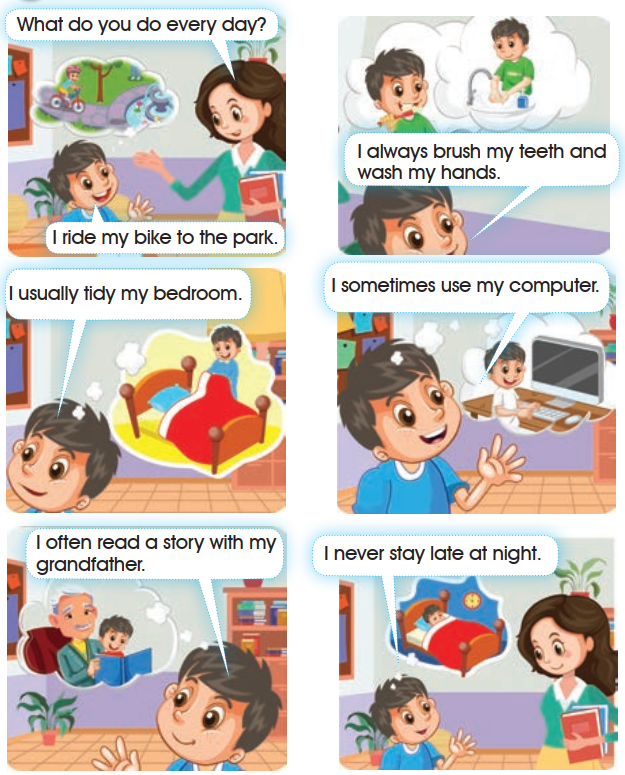 What do you do every day?
I ride my bike to the park.
I always brush my teeth and
wash my hands.
I usually tidy my bedroom.
I sometimes use my computer.
I often read a story with my
grandfather.
I never stay late at night.